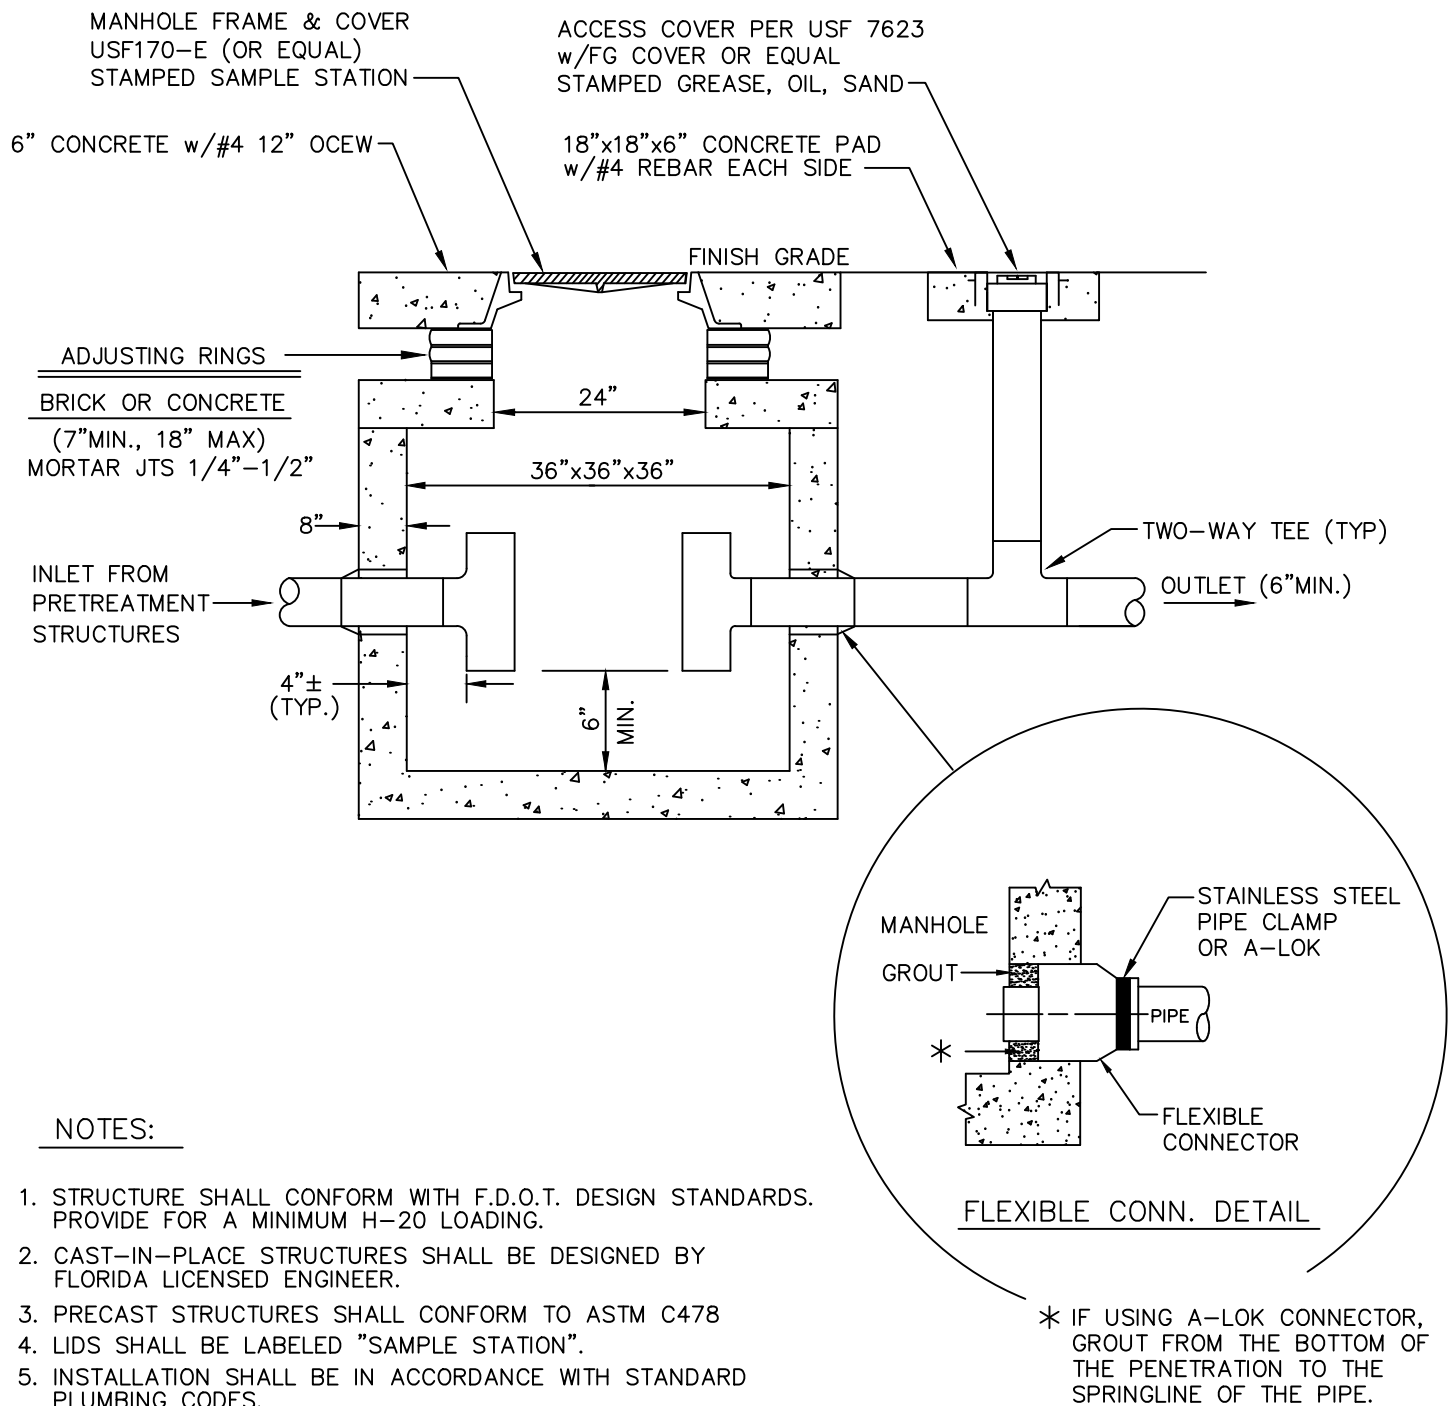 MANHOLE FRAME & COVER
USF170-E (OR EQUAL)
STAMPED SAMPLE STATION
ACCESS COVER PER USF 7623
w/FG COVER OR EQUAL
STAMPED GREASE, OIL, SAND
6" CONCRETE w/#4 12" OCEW
18"x18"x6" CONCRETE PAD
w/#4 REBAR EACH SIDE
FINISH GRADE
ADJUSTING RINGS
BRICK OR CONCRETE
(7"MIN., 18" MAX)
MORTAR JTS 1/4"-1/2"
24"
36"x36"x36"
8"
TWO-WAY TEE (TYP)
INLET FROM
PRETREATMENT
STRUCTURES
OUTLET (6"MIN.)
4"±
(TYP.)
6"
MIN.
MANHOLE
GROUT
STAINLESS STEEL
PIPE CLAMP
OR A-LOK
PIPE
*
FLEXIBLE
CONNECTOR
FLEXIBLE CONN. DETAIL
* IF USING A-LOK CONNECTOR,
GROUT FROM THE BOTTOM OF
THE PENETRATION TO THE
SPRINGLINE OF THE PIPE.
NOTES:
1. STRUCTURE SHALL CONFORM WITH F.D.O.T. DESIGN STANDARDS.
PROVIDE FOR A MINIMUM H-20 LOADING.
2. CAST-IN-PLACE STRUCTURES SHALL BE DESIGNED BY
FLORIDA LICENSED ENGINEER.
3. PRECAST STRUCTURES SHALL CONFORM TO ASTM C478
4. LIDS SHALL BE LABELED "SAMPLE STATION".
5. INSTALLATION SHALL BE IN ACCORDANCE WITH STANDARD
PLUMBING CODES.